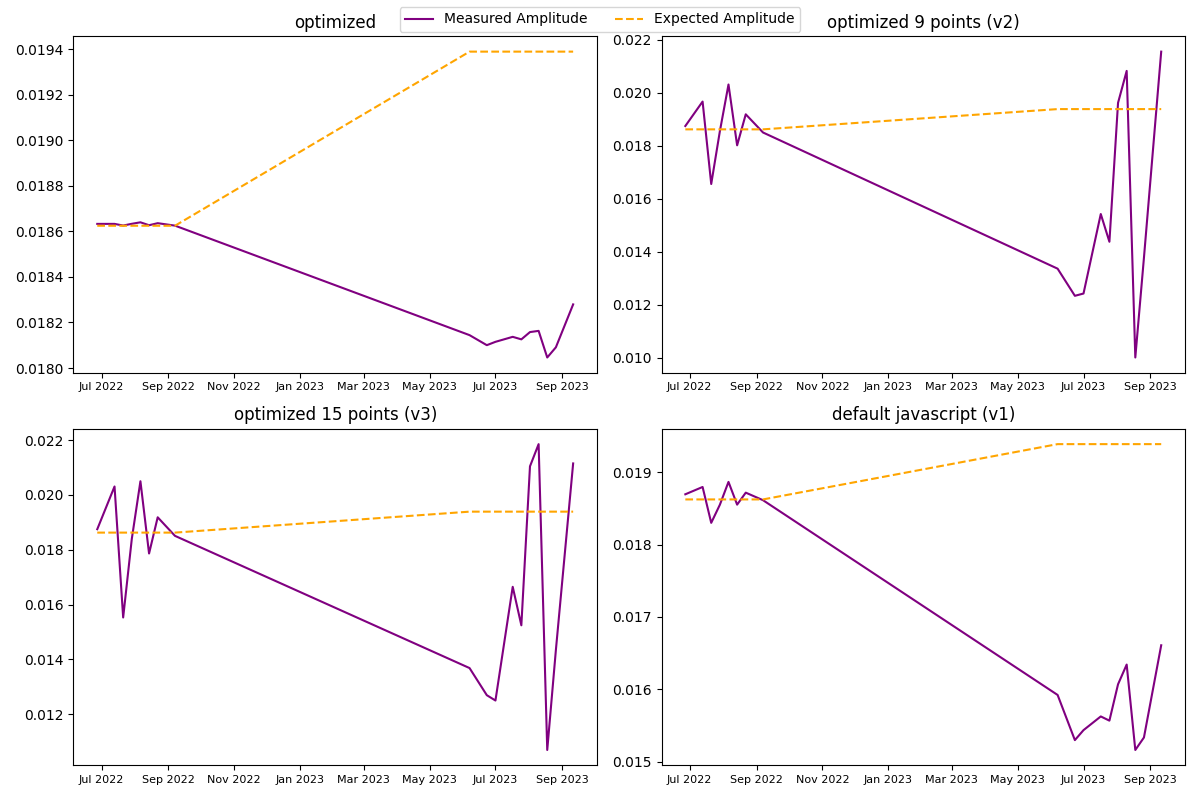 optimized
Measured Amplitude
Expected Amplitude
optimized 9 points (v2)
0.0194
0.0192
0.0190
0.0188
0.0186
0.0184
0.0182
0.0180
Jul 2022 Sep 2022 Nov 2022 Jan 2023 Mar 2023 May 2023 Jul 2023 Sep 2023
0.022
0.020
0.018
0.016
0.014
0.012
0.010
Jul 2022 Sep 2022 Nov 2022 Jan 2023 Mar 2023 May 2023 Jul 2023 Sep 2023
optimized 15 points (v3)
0.022
0.020
0.018
0.016
0.014
0.012
Jul 2022 Sep 2022 Nov 2022 Jan 2023 Mar 2023 May 2023 Jul 2023 Sep 2023
default javascript (v1)
0.019
0.018
0.017
0.016
0.015
Jul 2022 Sep 2022 Nov 2022 Jan 2023 Mar 2023 May 2023 Jul 2023 Sep 2023